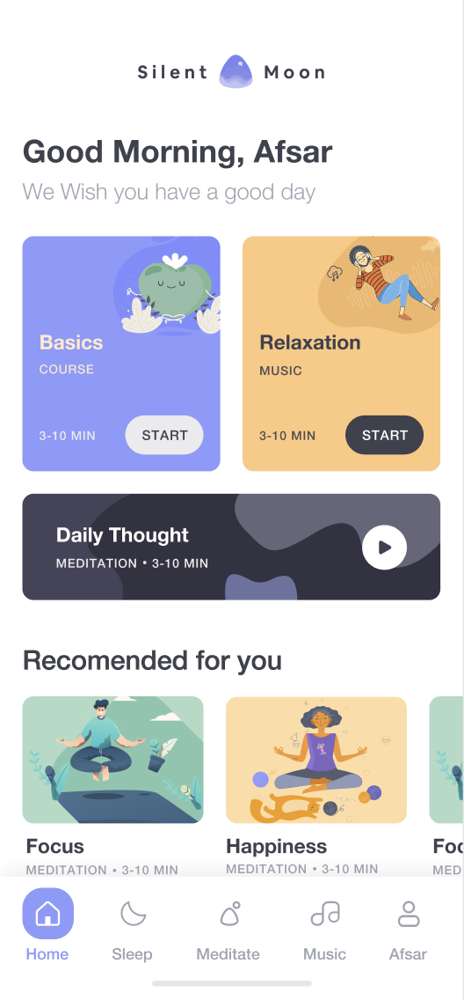 Silent Moon
Good Morning, Afsar
We Wish you have a good day
Basics
COURSE
3-10 MIN
START
Relaxation
MUSIC
3-10 MIN
START
Daily Thought
MEDITATION • 3-10 MIN
Recomended for you
Focus
MEDITATION • 3-10 MIN
Happiness
MEDITATION • 3-10 MIN
Home
Sleep
Meditate
Music
Afsar